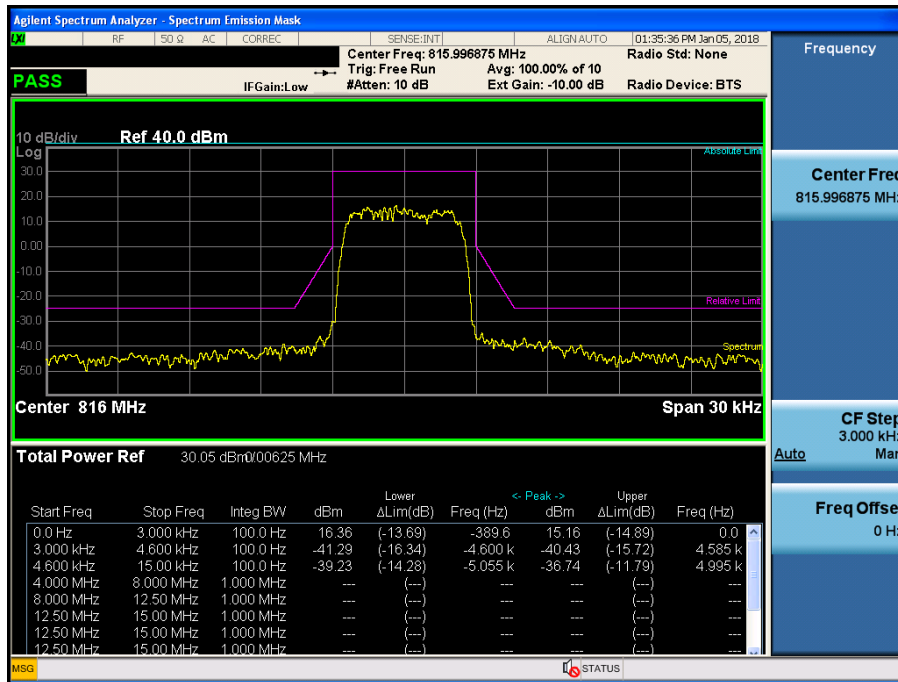 Agilent Spectrum Analyzer - Spectrum Emission Mask
LXI RF 50 Ω AC CORREC SENSE:INT ALIGN AUTO 01:35:36 PM Jan 05, 2018
Center Freq: 815.996875 MHz Radio Std: None
Trig: Free Run Avg: 100.00% of 10
PASS IFGain:Low #Atten: 10 dB Ext Gain: -10.00 dB Radio Device: BTS
10 dB/div Ref 40.0 dBm
Log
Absolute Limit
30.0
20.0
10.0
0.00
-10.0
-20.0
Relative Limit
-30.0
-40.0
Spectrum
-50.0
Center 816 MHz Span 30 kHz
Total Power Ref 30.05 dBm/0.00625 MHz
Lower <- Peak -> Upper
Start Freq Stop Freq Integ BW dBm ΔLim(dB) Freq (Hz) dBm ΔLim(dB) Freq (Hz)
0.0 Hz 3.000 kHz 100.0 Hz 16.36 (-13.69) -389.6 15.16 (-14.89) 0.0
3.000 kHz 4.600 kHz 100.0 Hz -41.29 (-16.34) -4.600 k -40.43 (-15.72) 4.585 k
4.600 kHz 15.00 kHz 100.0 Hz -39.23 (-14.28) -5.055 k -36.74 (-11.79) 4.995 k
4.000 MHz 8.000 MHz 1.000 MHz --- (---) --- --- (---) ---
8.000 MHz 12.50 MHz 1.000 MHz --- (---) --- --- (---) ---
12.50 MHz 15.00 MHz 1.000 MHz --- (---) --- --- (---) ---
12.50 MHz 15.00 MHz 1.000 MHz --- (---) --- --- (---) ---
12.50 MHz 15.00 MHz 1.000 MHz --- (---) --- --- (---) ---
MSG STATUS
Frequency
Center Freq
815.996875 MHz
CF Step
3.000 kHz
Auto Man
Freq Offse
0 Hz